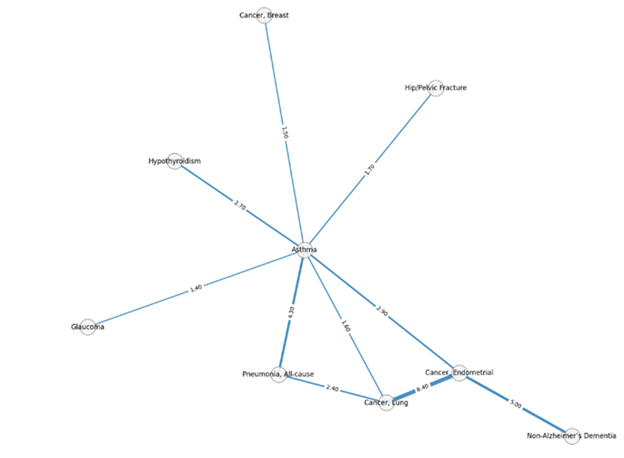 Cancer, Breast
Hip/Pelvic Fracture
1.50
Hypothyroidism
1.70
2.70
Asthma
1.40
4.30
2.90
Glaucoma
1.60
Pneumonia, All-cause
Cancer, Endometrial
2.40
8.40
Cancer, Lung
5.00
Non-Alzheimer's Dementia